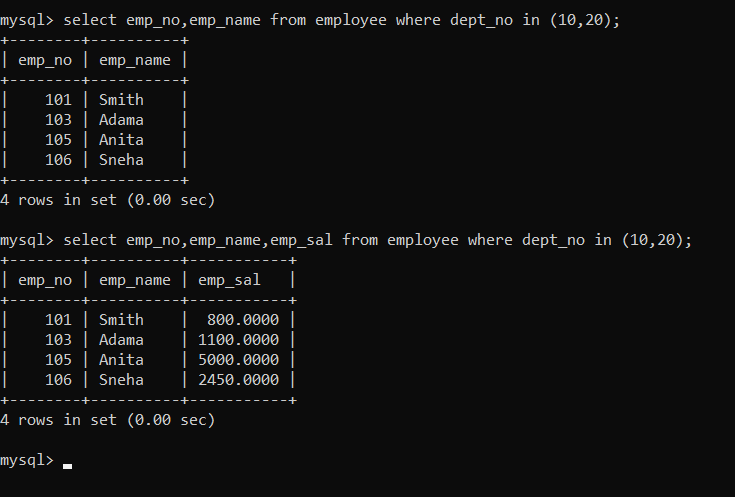 mysql> select emp_no,emp_name from employee where dept_no in (10,20);
+--------+----------+
| emp_no | emp_name |
+--------+----------+
|    101 | Smith    |
|    103 | Adama    |
|    105 | Anita    |
|    106 | Sneha    |
+--------+----------+
4 rows in set (0.00 sec)
mysql> select emp_no,emp_name,emp_sal from employee where dept_no in (10,20);
+--------+----------+-----------+
| emp_no | emp_name | emp_sal   |
+--------+----------+-----------+
|    101 | Smith    |  800.0000 |
|    103 | Adama    | 1100.0000 |
|    105 | Anita    | 5000.0000 |
|    106 | Sneha    | 2450.0000 |
+--------+----------+-----------+
4 rows in set (0.00 sec)
mysql>